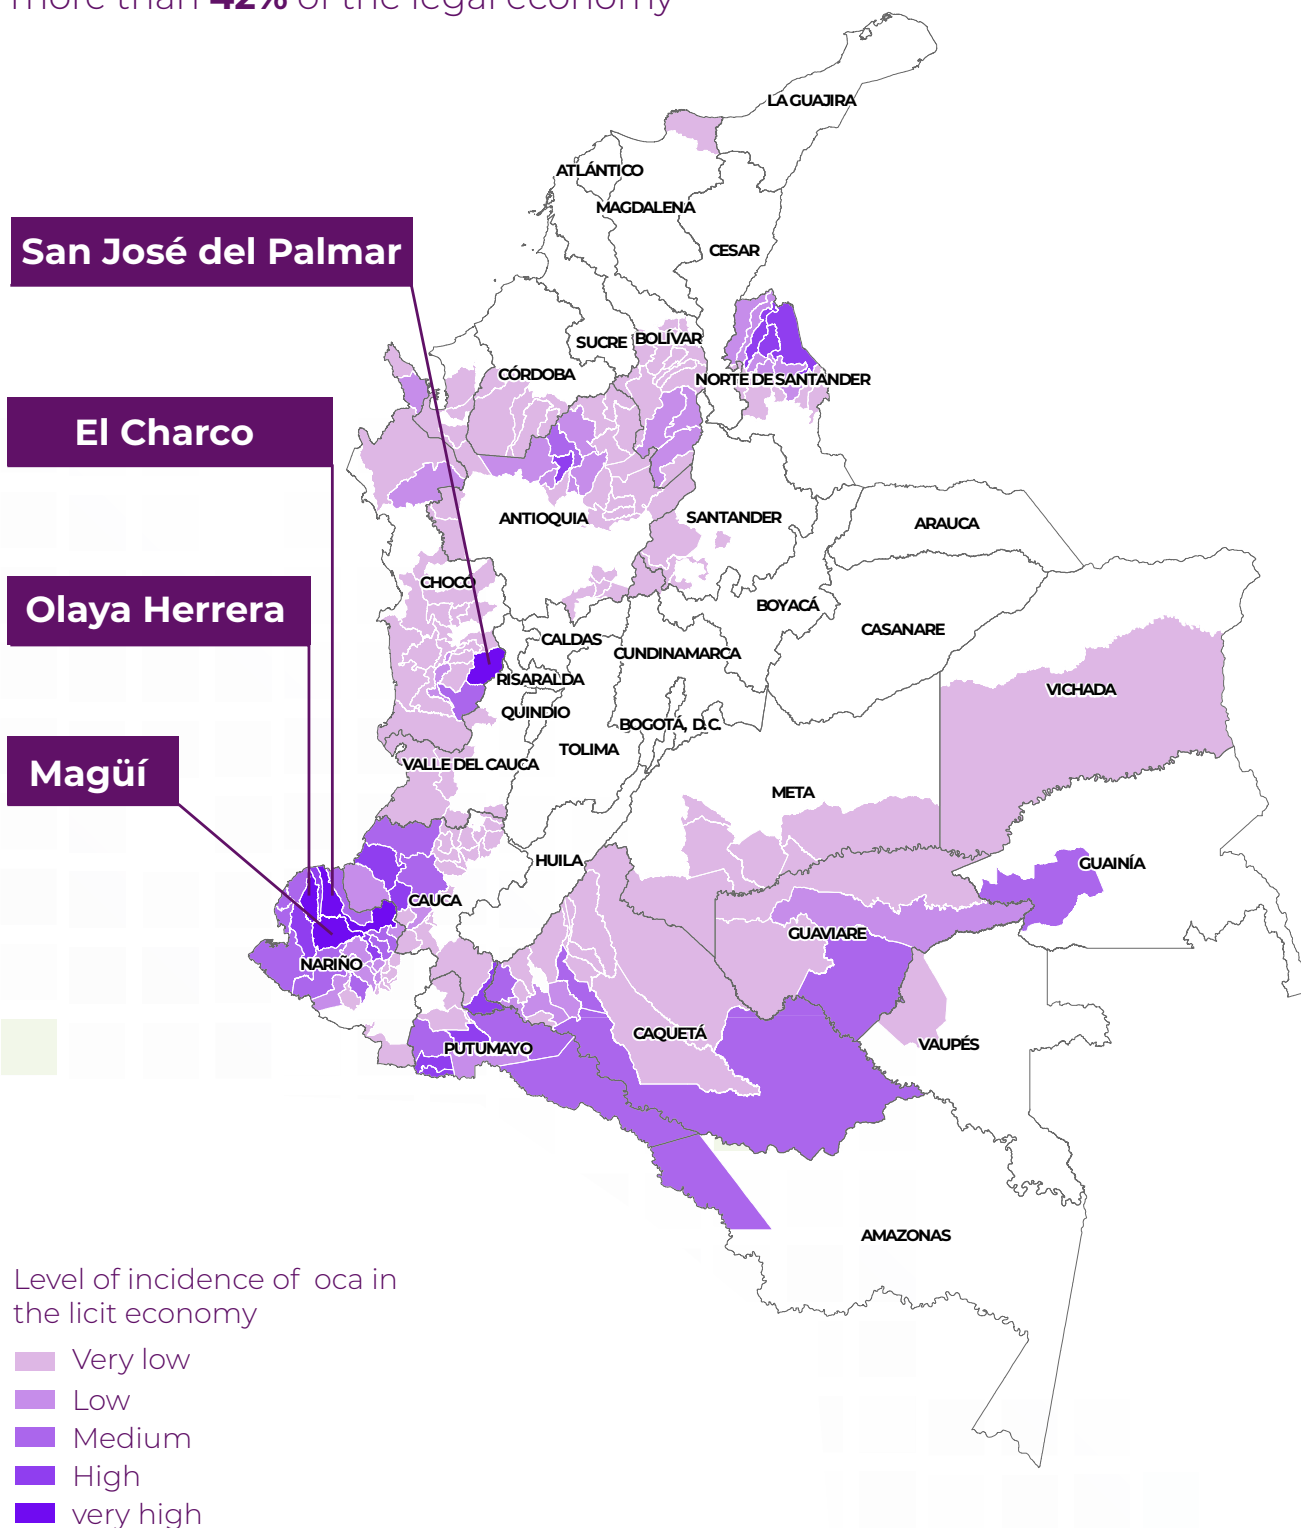 more than 42% of the legal economy
LA GUAJIRA
ATLÁNTICO
MAGDALENA
CESAR
San José del Palmar
SUCRE
BOLÍVAR
CÓRDOBA
NORTE DE SANTANDER
El Charco
ANTIOQUIA
SANTANDER
ARAUCA
CHOCO
Olaya Herrera
BOYACÁ
CASANARE
CALDAS
CUNDINAMARCA
RISARALDA
VICHADA
QUINDIO
BOGOTÁ, D.C.
TOLIMA
VALLE DEL CAUCA
Magüí
META
HUILA
GUAINÍA
CAUCA
GUAVIARE
NARIÑO
CAQUETÁ
VAUPÉS
PUTUMAYO
AMAZONAS
Level of incidence of oca in
the licit economy
Very low
Low
Medium
High
very high